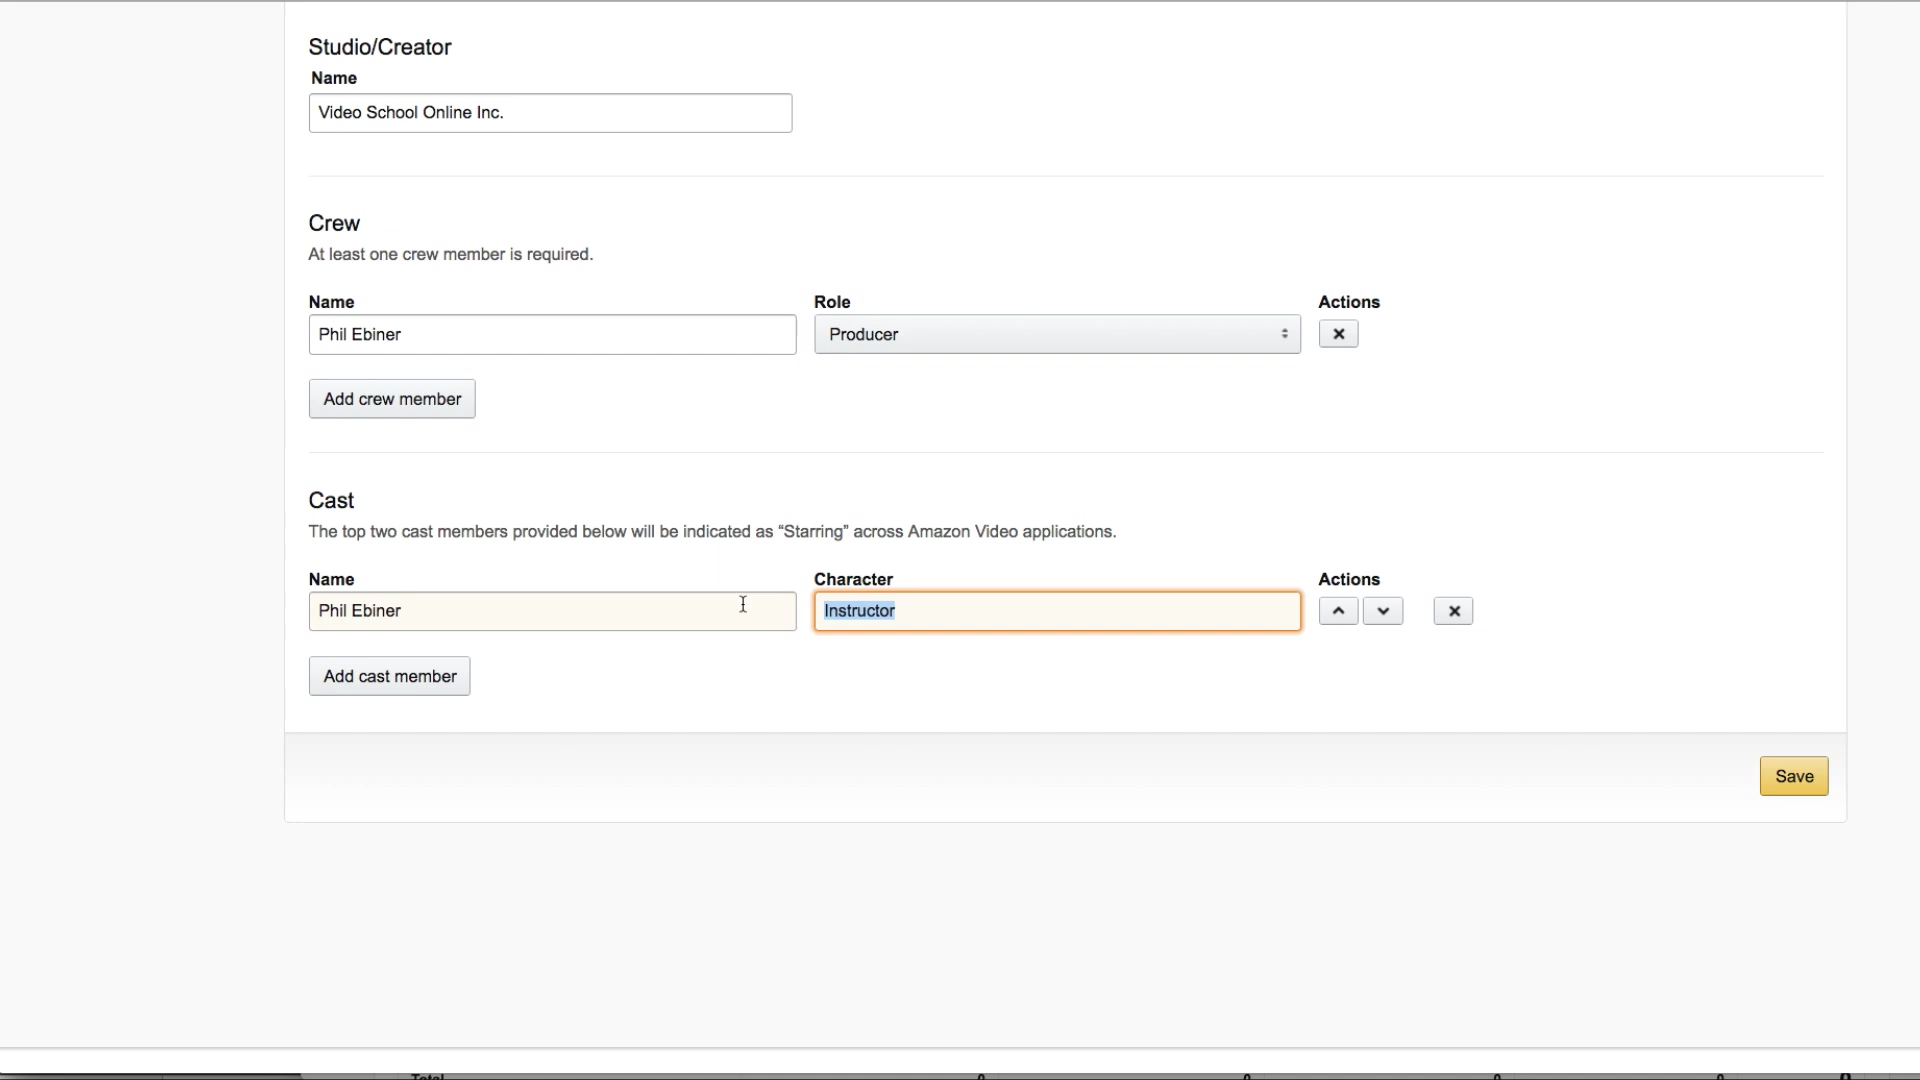 Studio/Creator
Name
Video School Online Inc.
Crew
At least one crew member is required.
Name Role Actions
Phil Ebiner Producer
Add crew member
Cast
The top two cast members provided below will be indicated as “Starring” across Amazon Video applications.
Name Character Actions
Phil Ebiner Instructor
Add cast member
Save